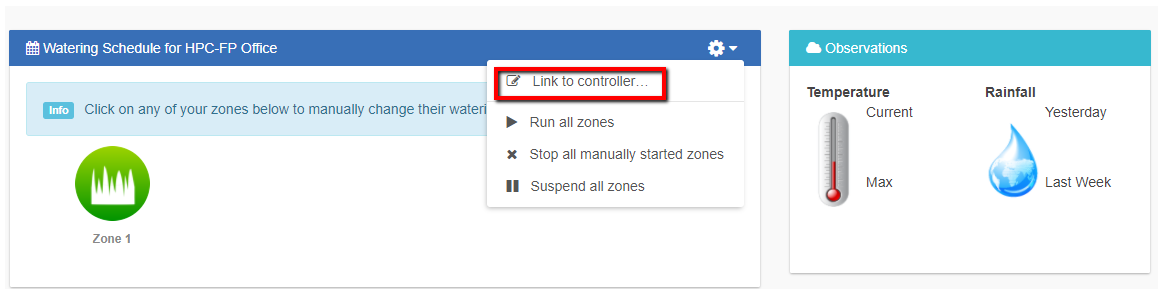 Watering Schedule for HPC-FP Office
Info Click on any of your zones below to manually change their wateri
Link to controller…
Run all zones
Stop all manually started zones
Suspend all zones
Zone 1
Observations
Temperature Rainfall
Current Yesterday
Max Last Week